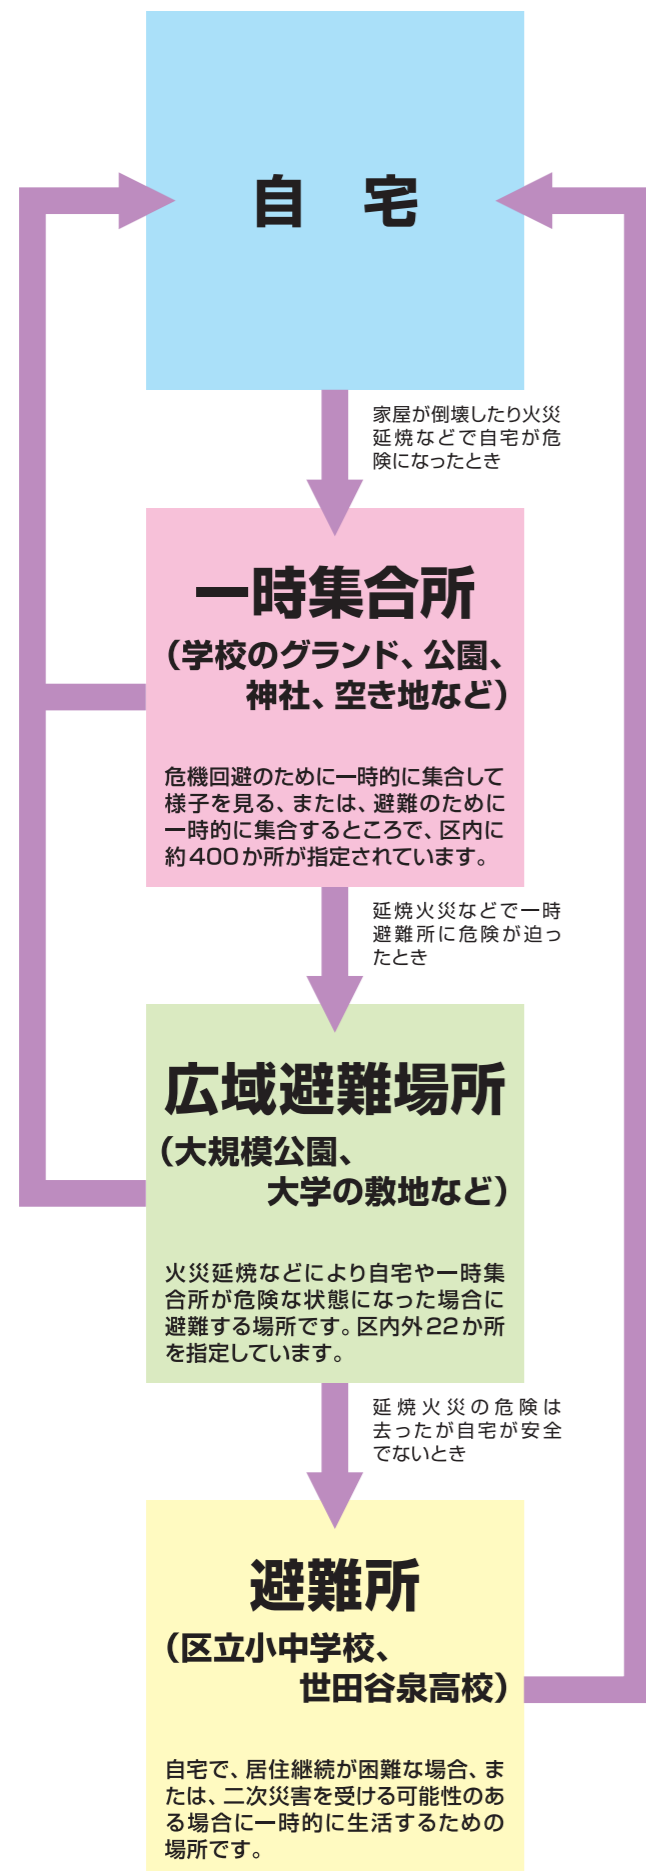 自　宅
家屋が倒壊したり火災
延焼などで自宅が危
険になったとき
一時集合所
（学校のグランド、公園、
神社、空き地など）
危機回避のために一時的に集合して
様子を見る、または、避難のために
一時的に集合するところで、区内に
約400か所が指定されています。
延焼火災などで一時
避難所に危険が迫っ
たとき
広域避難場所
（大規模公園、
大学の敷地など）
火災延焼などにより自宅や一時集
合所が危険な状態になった場合に
避難する場所です。区内外22か所
を指定しています。
延焼火災の危険は
去ったが自宅が安全
でないとき
避難所
（区立小中学校、
世田谷泉高校）
自宅で、居住継続が困難な場合、ま
たは、二次災害を受ける可能性のあ
る場合に一時的に生活するための
場所です。